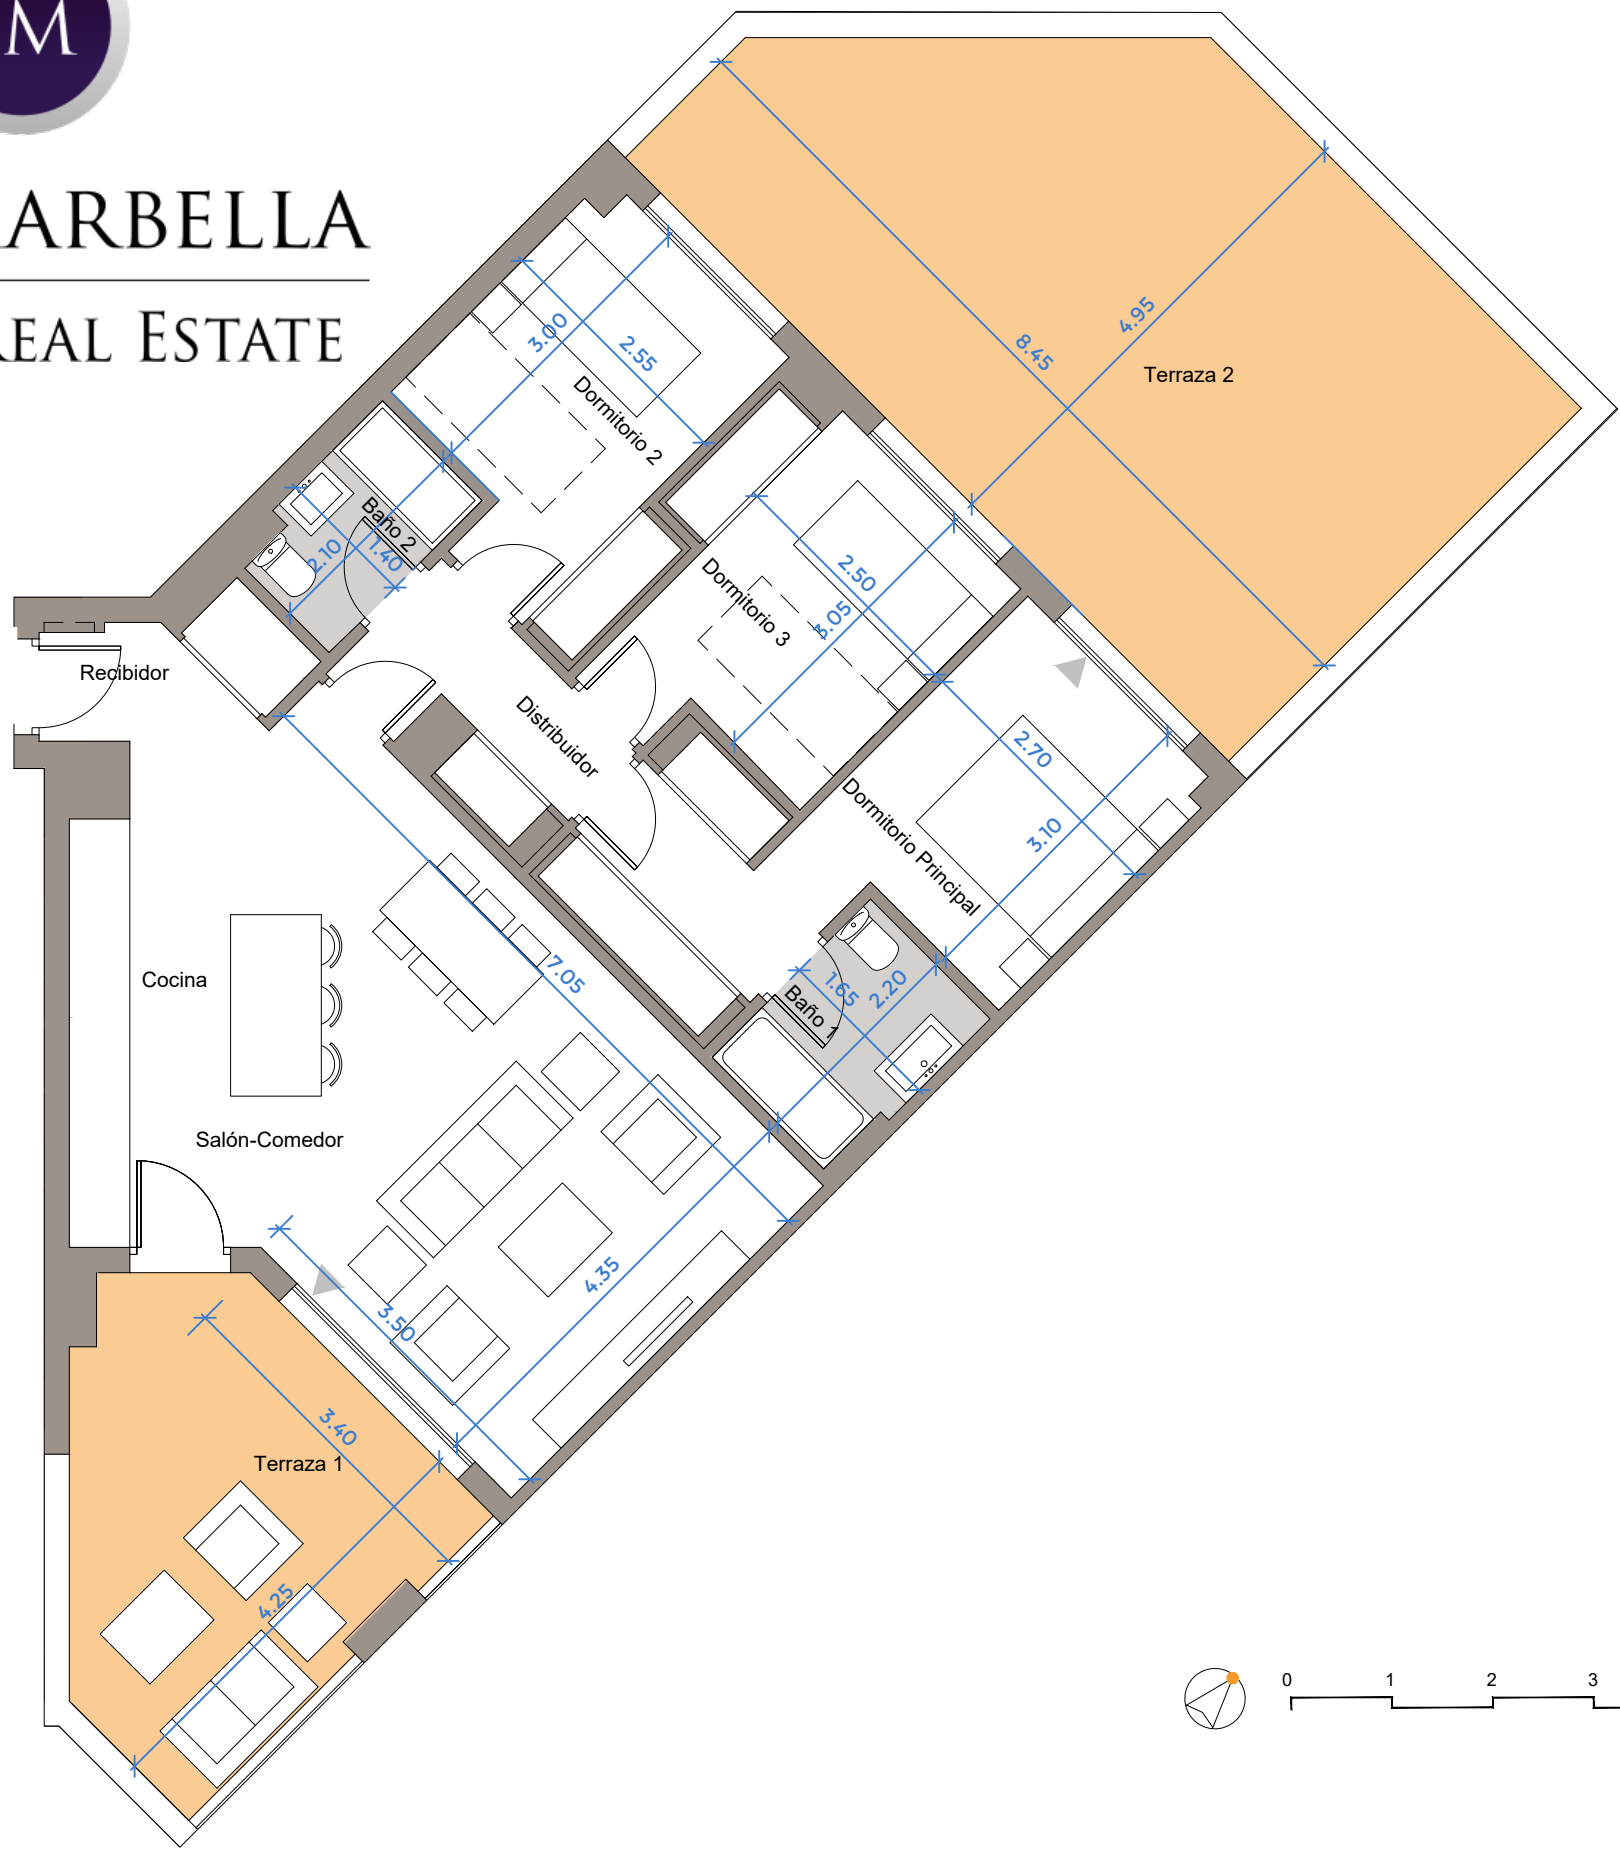 M
ARBELLA
REAL ESTATE
4.95
8.45
Terraza 2
3.00
2.55
Dormitorio 2
Baño 2
2.10
1.40
2.50
Dormitorio 3
3.05
Recibidor
Distribuidor
2.70
Dormitorio Principal
3.10
Cocina
7.05
1.65
2.20
Baño 1
Salón-Comedor
4.35
3.50
3.40
Terraza 1
4.25
0 1 2 3